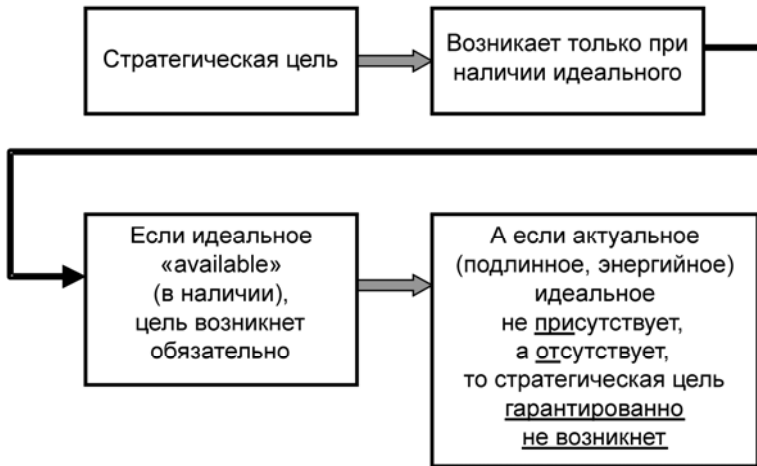 Стратегическая цель
Возникает только при
наличии идеального
Если идеальное
«available»
(в наличии),
цель возникнет
обязательно
А если актуальное
(подлинное, энергийное)
идеальное
не присутствует,
а отсутствует,
то стратегическая цель
гарантированно
не возникнет